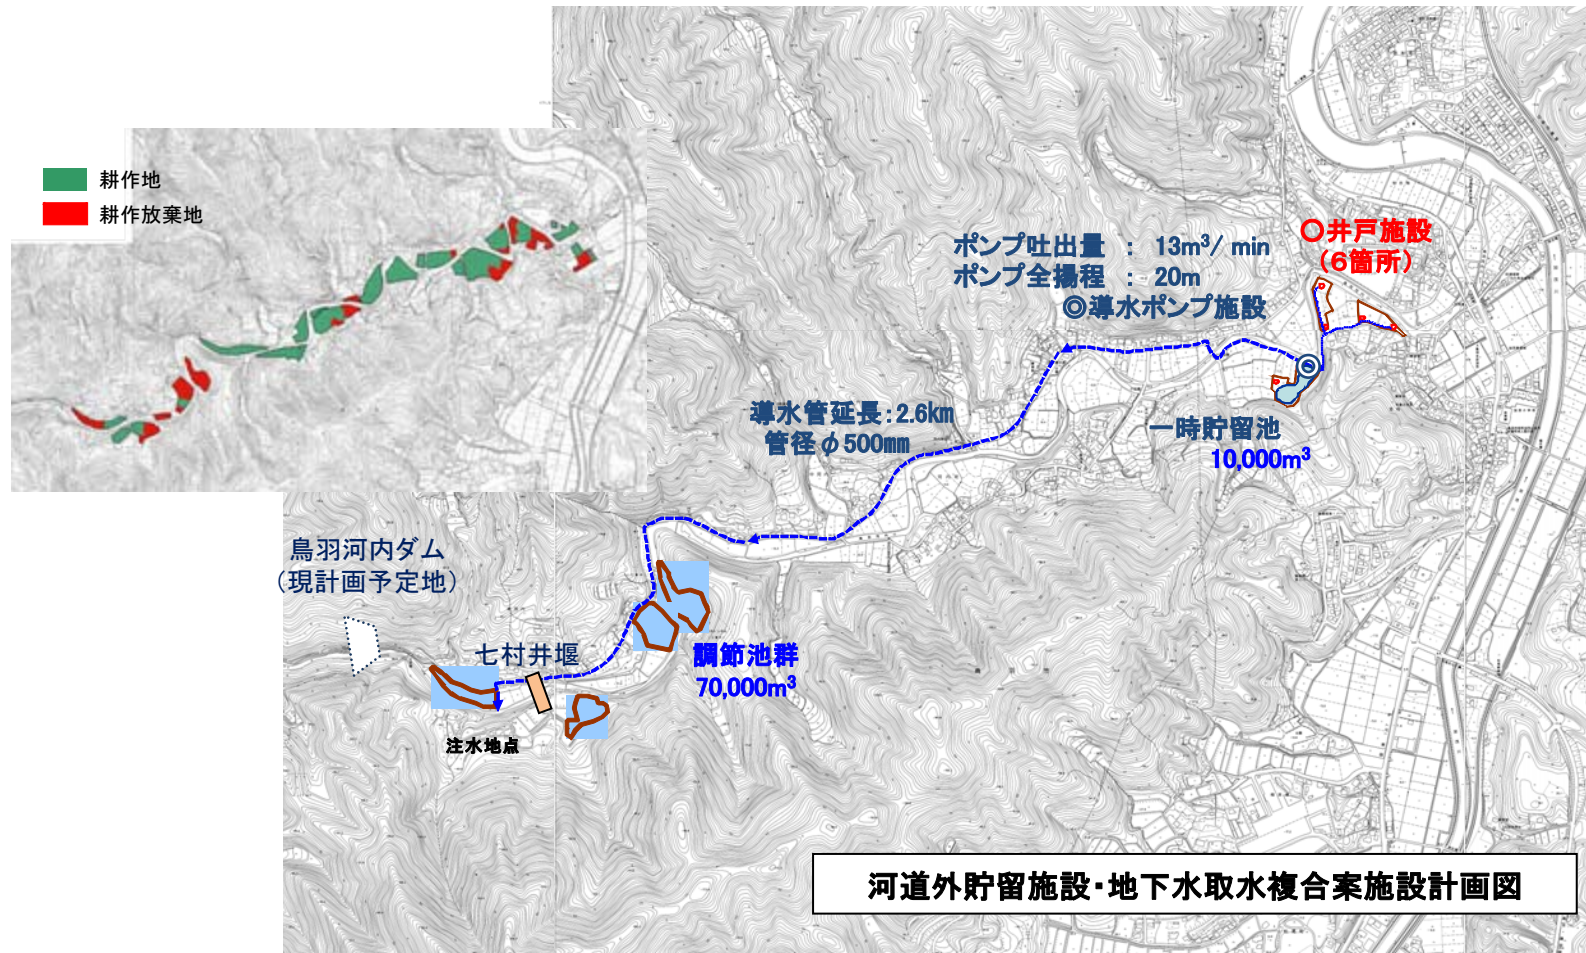 耕作地
耕作放棄地
ポンプ吐出量 : 13m³/min
ポンプ全揚程 : 20m
◎導水ポンプ施設
○井戸施設
(6箇所)
導水管延長:2.6km
管径φ500mm
一時貯留池
10,000m³
鳥羽河内ダム
(現計画予定地)
七村井堰
調節池群
70,000m³
注水地点
河道外貯留施設・地下水取水複合案施設計画図